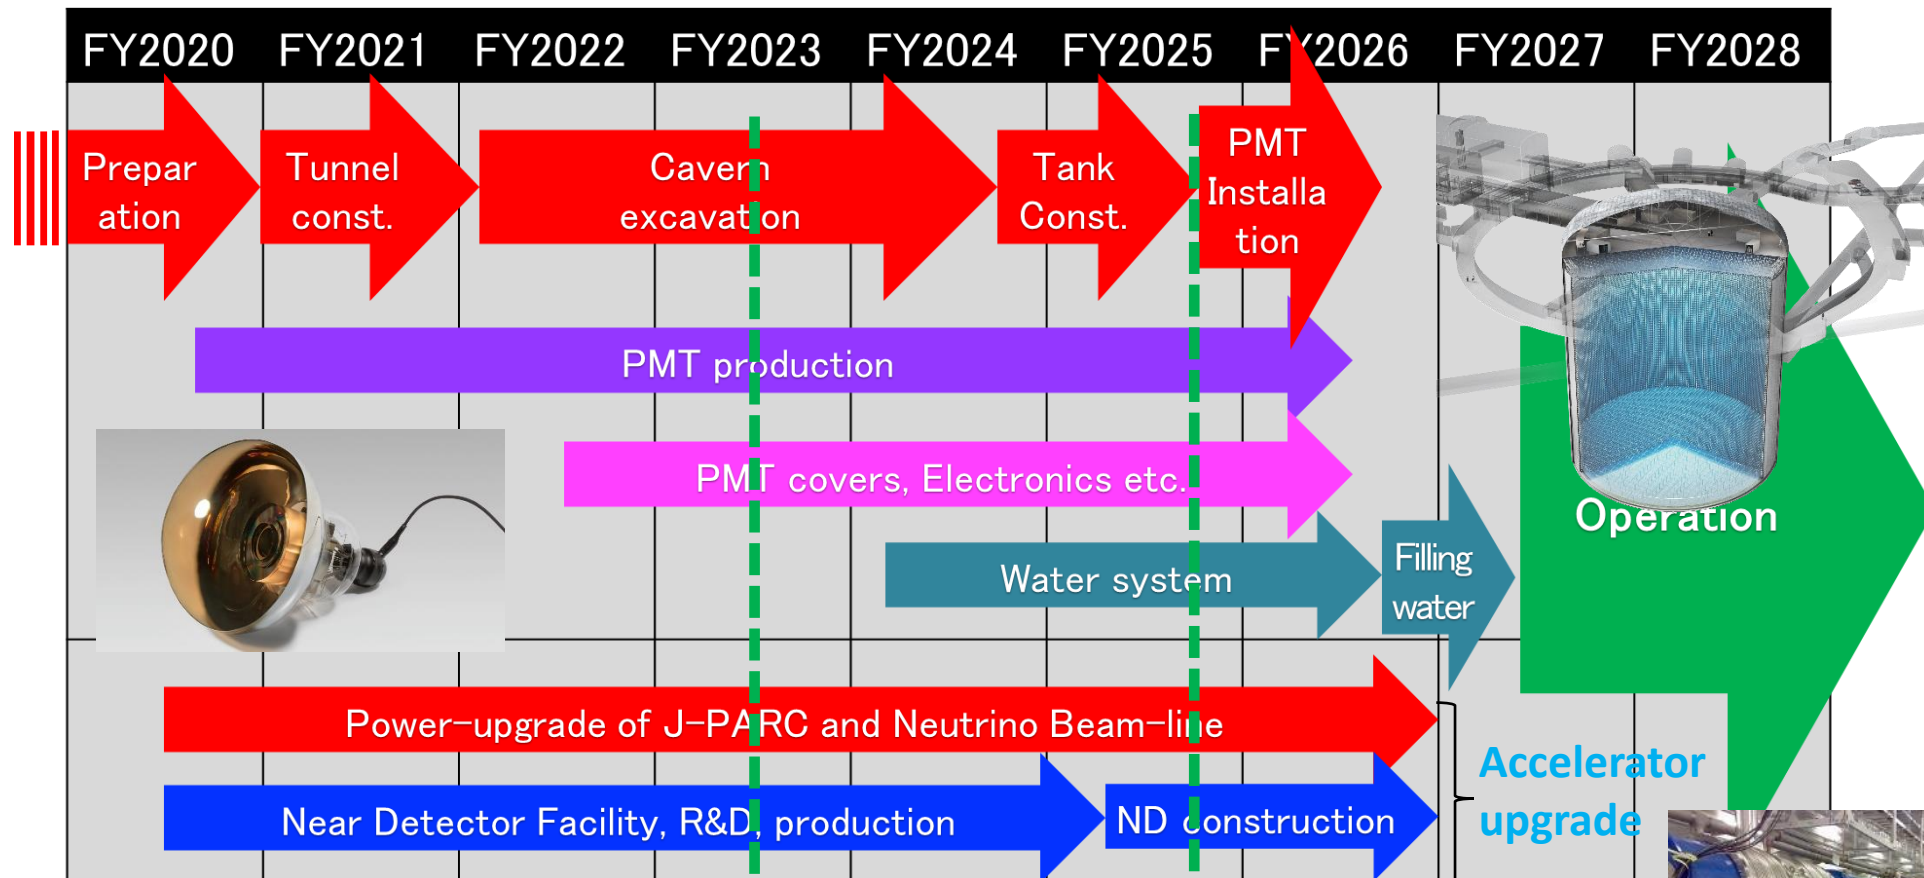 FY2020 FY2021 FY2022 FY2023 FY2024 FY2025 FY2026 FY2027 FY2028
Prepar
ation
Tunnel
const.
Cavern
excavation
Tank
Const.
PMT
Installa
tion
PMT production
PMT covers, Electronics etc.
Water system
Filling
water
Operation
Power-upgrade of J-PARC and Neutrino Beam-line
Near Detector Facility, R&D, production
ND construction
Accelerator
upgrade